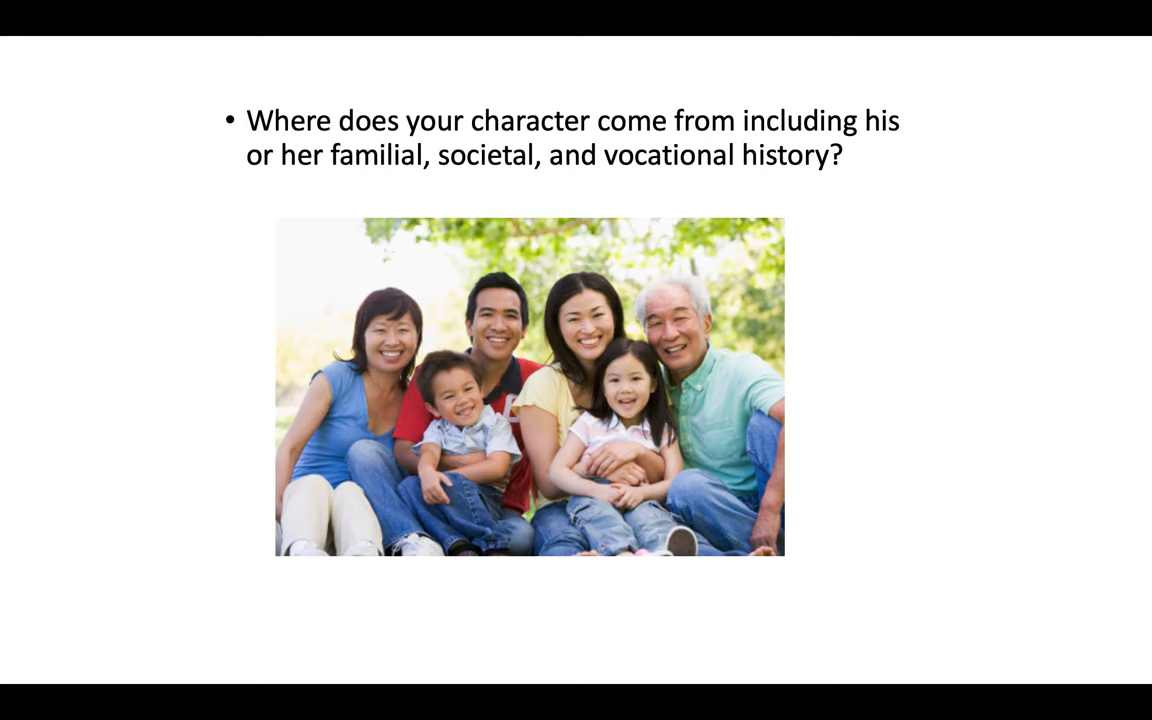 • Where does your character come from including his
or her familial, societal, and vocational history?